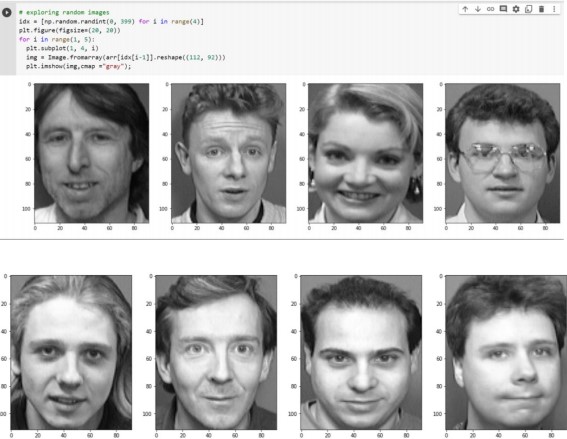 # exploring random images
idx = [np.random.randint(0, 399) for i in range(4)]
plt.figure(figsize=(20, 20))
for i in range(1, 5):
plt.subplot(1, 4, i)
img = Image.fromarray(arr[idx[i-1]].reshape((112, 92)))
plt.imshow(img,cmap ="gray");
0 0 0 0
20 20 20 20
40 40 40 40
60 60 60 60
80 80 80 80
100 100 100 100
0 20 40 60 80 0 20 40 60 80 0 20 40 60 80 0 20 40 60 80
0 0 0 0
20 20 20 20
40 40 40 40
60 60 60 60
80 80 80 80
00 100 100 100
0 20 40 60 80 0 20 40 60 80 0 20 40 60 80 0 20 40 60 80